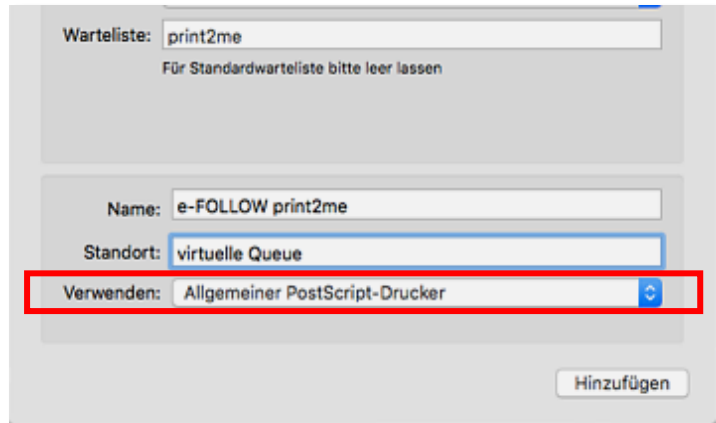 Warteliste: print2me
Für Standardwarteliste bitte leer lassen
Name: e-FOLLOW print2me
Standort: virtuelle Queue
Verwenden: Allgemeiner PostScript-Drucker
Hinzufügen